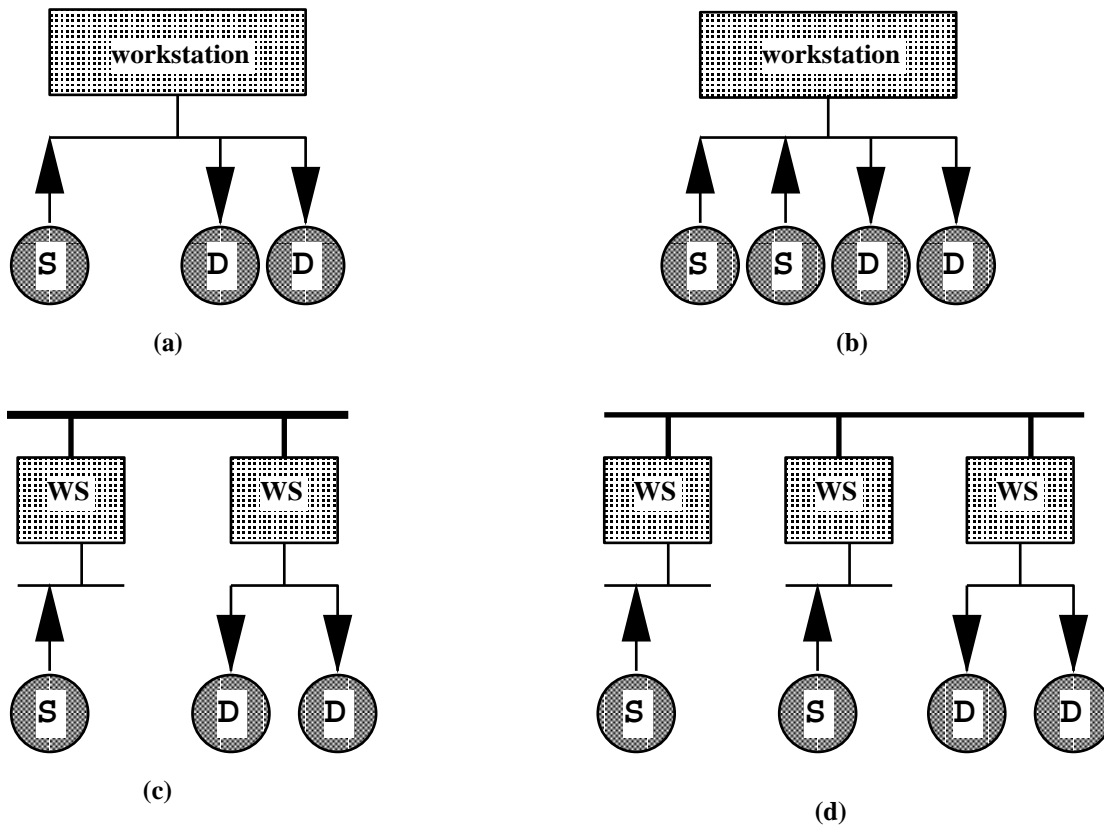 workstation
workstation
S D D
S S D D
(a)
(b)
WS WS
WS WS WS
S D D
S S D D
(c)
(d)